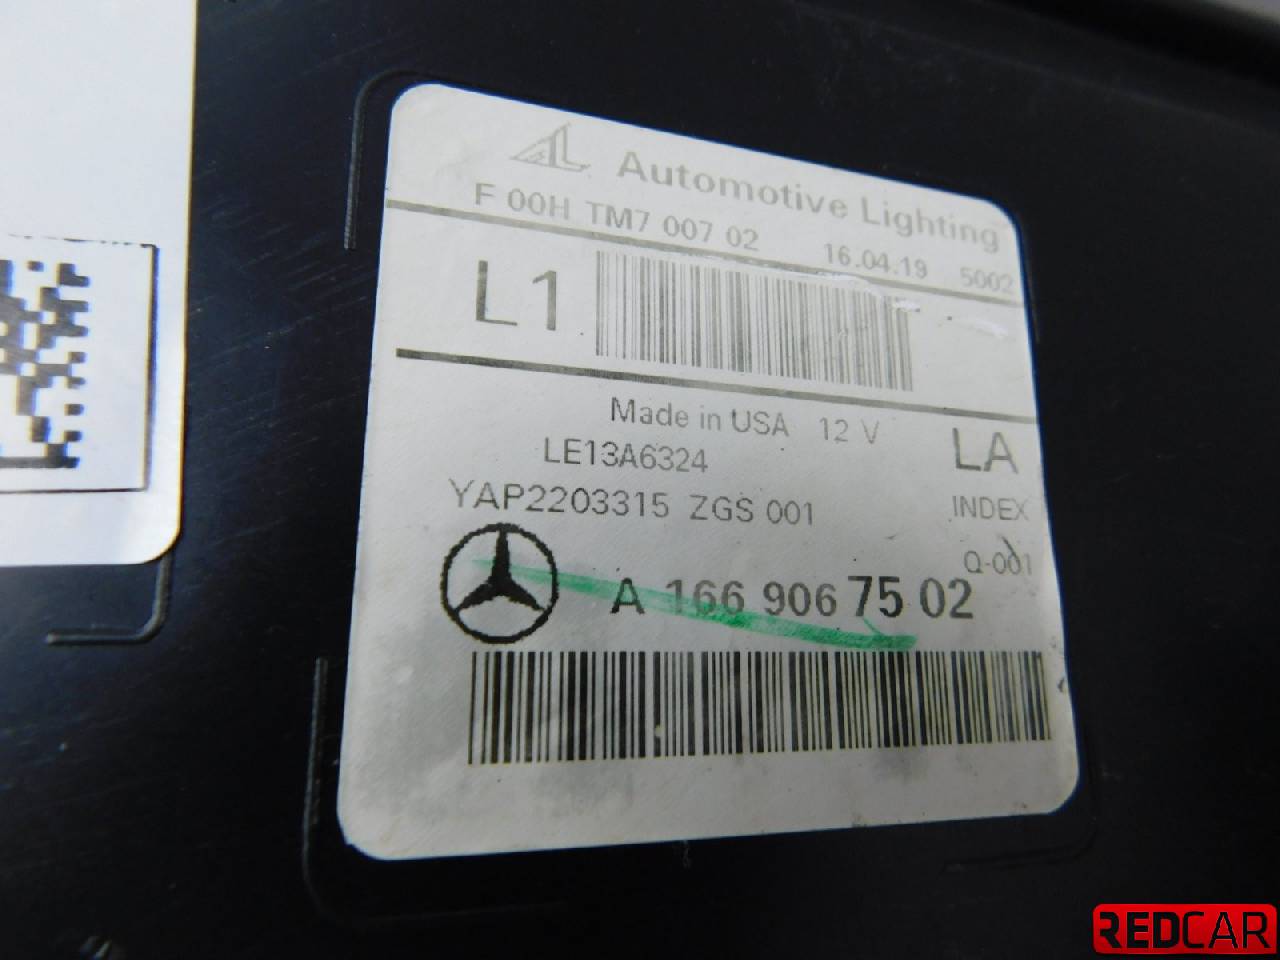 AL Automotive Lighting
F 00H TM7 007 02 16.04.19 5002
L1
Made in USA 12 V
LE13A6324 LA
YAP2203315 ZGS 001 INDEX
Q-001
A 166 906 75 02
REDCAR